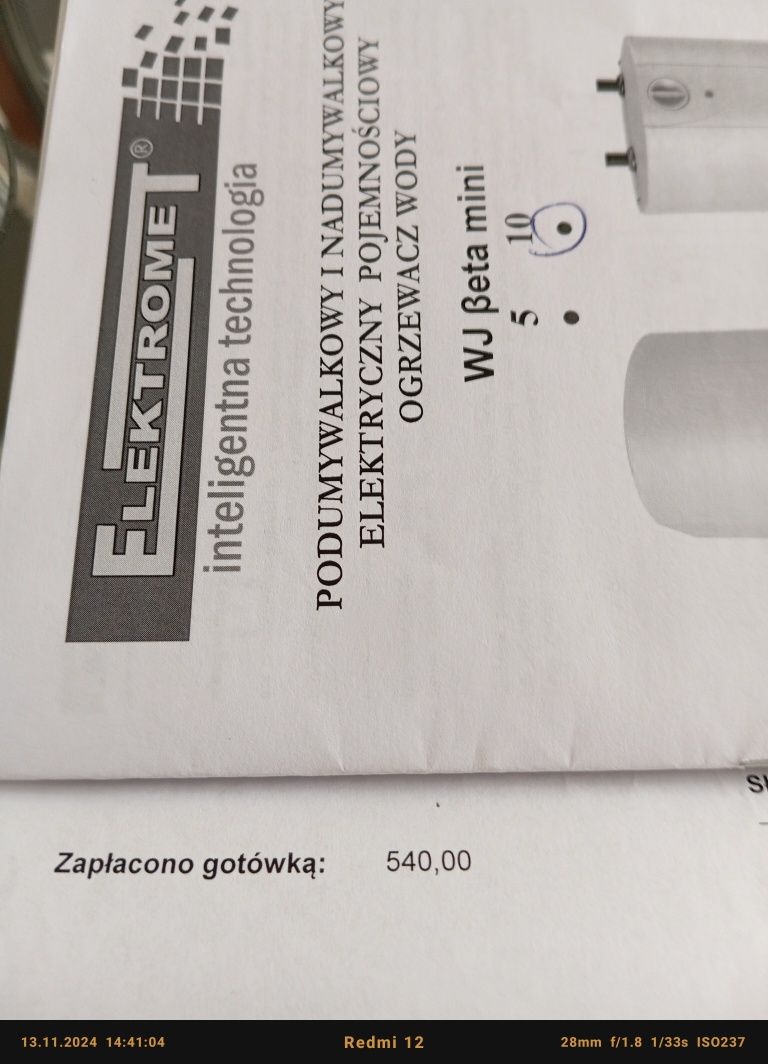 ELEKTROMET®
inteligentna technologia
PODUMYWALKOWY I NADUMYWALKOWY
ELEKTRYCZNY POJEMNOŚCIOWY
OGRZEWACZ WODY
WJ βeta mini
5 10
Zapłacono gotówką: 540,00
13.11.2024 14:41:04 Redmi 12 28mm f/1.8 1/33s ISO237